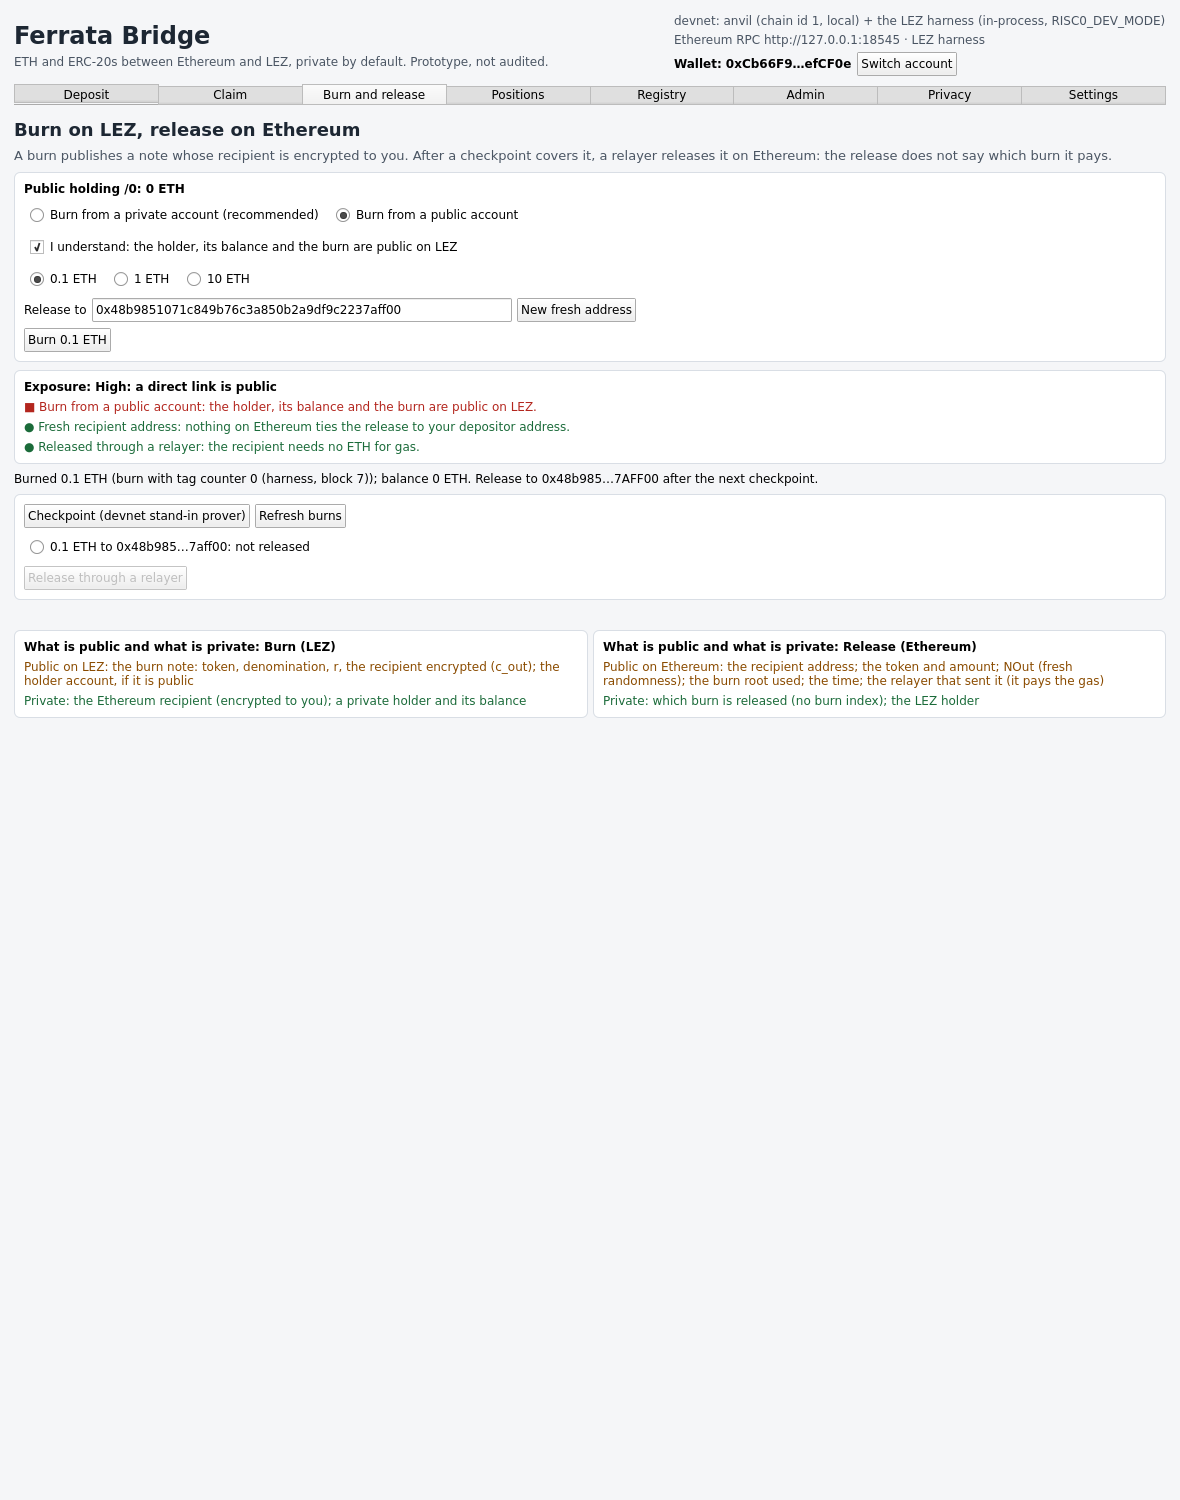 Ferrata Bridge
ETH and ERC-20s between Ethereum and LEZ, private by default. Prototype, not audited.
devnet: anvil (chain id 1, local) + the LEZ harness (in-process, RISC0_DEV_MODE)
Ethereum RPC http://127.0.0.1:18545 · LEZ harness
Wallet: 0xCb66F9…efCF0e Switch account
Deposit Claim Burn and release Positions Registry Admin Privacy Settings
Burn on LEZ, release on Ethereum
A burn publishes a note whose recipient is encrypted to you. After a checkpoint covers it, a relayer releases it on Ethereum: the release does not say which burn it pays.
Public holding /0: 0 ETH
Burn from a private account (recommended) Burn from a public account
I understand: the holder, its balance and the burn are public on LEZ
0.1 ETH 1 ETH 10 ETH
Release to 0x48b9851071c849b76c3a850b2a9df9c2237aff00 New fresh address
Burn 0.1 ETH
Exposure: High: a direct link is public
Burn from a public account: the holder, its balance and the burn are public on LEZ.
Fresh recipient address: nothing on Ethereum ties the release to your depositor address.
Released through a relayer: the recipient needs no ETH for gas.
Burned 0.1 ETH (burn with tag counter 0 (harness, block 7)); balance 0 ETH. Release to 0x48b985…7AFF00 after the next checkpoint.
Checkpoint (devnet stand-in prover) Refresh burns
0.1 ETH to 0x48b985…7aff00: not released
Release through a relayer
What is public and what is private: Burn (LEZ)
Public on LEZ: the burn note: token, denomination, r, the recipient encrypted (c_out); the
holder account, if it is public
Private: the Ethereum recipient (encrypted to you); a private holder and its balance
What is public and what is private: Release (Ethereum)
Public on Ethereum: the recipient address; the token and amount; NOut (fresh
randomness); the burn root used; the time; the relayer that sent it (it pays the gas)
Private: which burn is released (no burn index); the LEZ holder